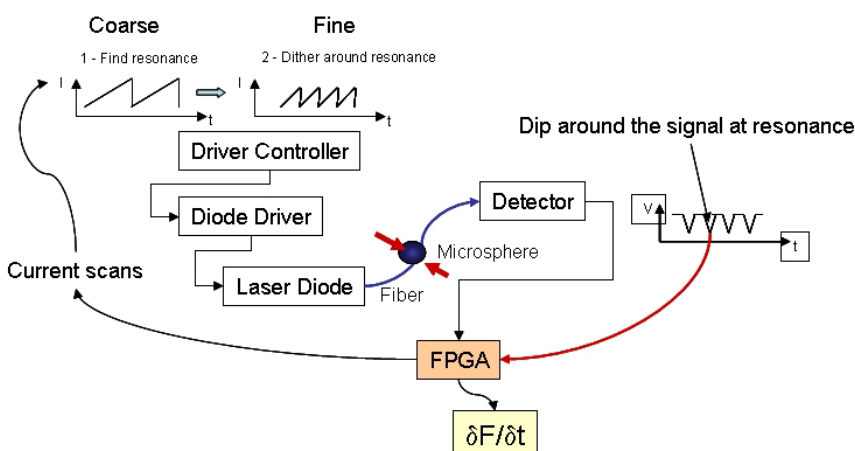 Coarse
Fine
1 - Find resonance
2 - Dither around resonance
I
t
I
t
Dip around the signal at resonance
Driver Controller
Detector
Diode Driver
V
t
Microsphere
Current scans
Laser Diode
Fiber
FPGA
δF/δt